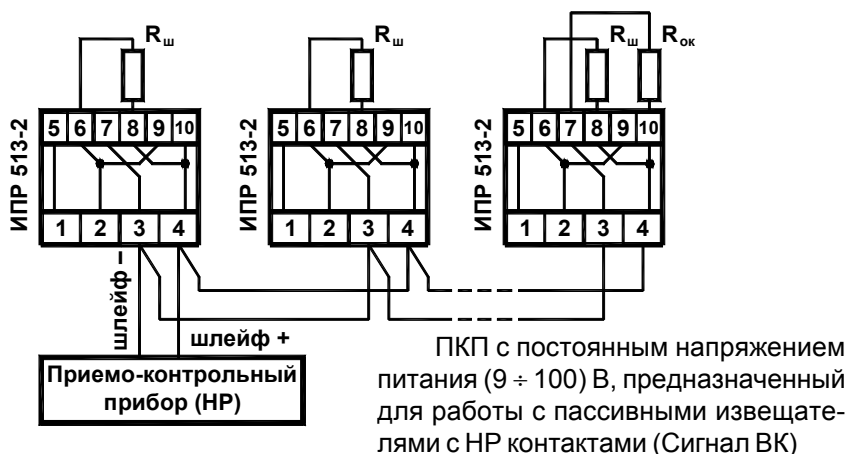 Rш Rш Rш Rок
ИПР 513-2 5 6 7 8 9 10 ИПР 513-2 5 6 7 8 9 10 ИПР 513-2 5 6 7 8 9 10
1 2 3 4 1 2 3 4 1 2 3 4
шлейф –
шлейф +
Приемо-контрольный
прибор (НР)
ПКП с постоянным напряжением
питания (9 ÷ 100) В, предназначенный
для работы с пассивными извещате-
лями с НР контактами (Сигнал ВК)